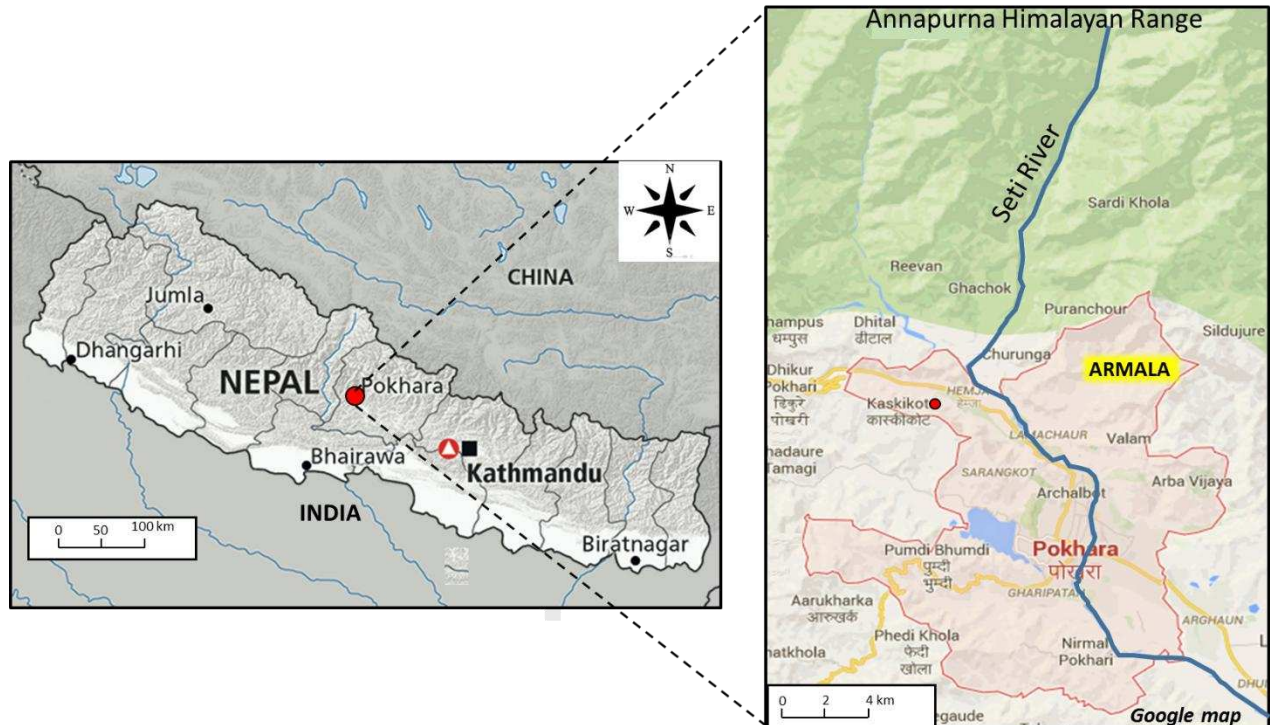 N
W
E
S
CHINA
Jumla
Dhangarhi
NEPAL
Pokhara
Bhairawa
Kathmandu
INDIA
0 50 100 km
Biratnagar
Annapurna Himalayan Range
Seti River
Sardi Khola
Reevan
Ghachok
Puranchour
hampus
धम्पुस
Dhital
ढीटाल
Sildujure
Churunga
ARMALA
Dhikur
Pokhari
डिकुरे
पोखरी
HEMJA
हेम्जा
Kaskikot
कास्कीकोट
LAMACHAUR
Valam
hadaure
Tamagi
SARANGKOT
Archalbot
Arba Vijaya
Pumdi Bhumdi
पुम्दी
भुम्दी
Pokhara
पोखरा
GHARIPATAN
Aarukharka
आरुखर्क
ARGHAUN
Phedi Khola
फेदी
खोला
Nirmal
Pokhari
hatkhola
0 2 4 km
egaude
Google map